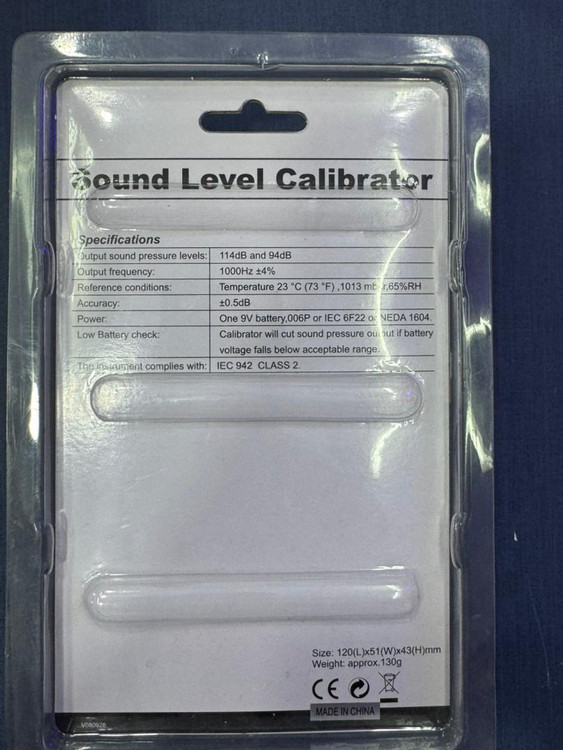 Sound Level Calibrator
Specifications
Output sound pressure levels: 114dB and 94dB
Output frequency: 1000Hz ±4%
Reference conditions: Temperature 23 °C (73 °F) ,1013 mbar,65%RH
Accuracy: ±0.5dB
Power: One 9V battery,006P or IEC 6F22 or NEDA 1604.
Low Battery check: Calibrator will cut sound pressure output if battery
voltage falls below acceptable range.
The instrument complies with: IEC 942 CLASS 2.
Size: 120(L)x51(W)x43(H)mm
Weight: approx.130g
CE
MADE IN CHINA